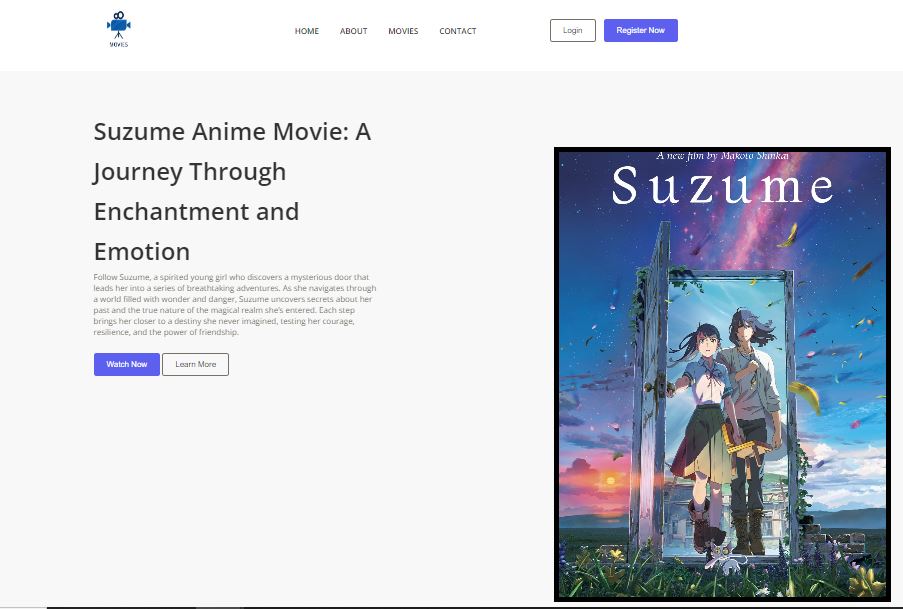 MOVIES
HOME
ABOUT
MOVIES
CONTACT
Login
Register Now
Suzume Anime Movie: A
Journey Through
Enchantment and
Emotion
Follow Suzume, a spirited young girl who discovers a mysterious door that
leads her into a series of breathtaking adventures. As she navigates through
a world filled with wonder and danger, Suzume uncovers secrets about her
past and the true nature of the magical realm she's entered. Each step
brings her closer to a destiny she never imagined, testing her courage,
resilience, and the power of friendship.
Watch Now
Learn More
A new film by Makoto Shinkai
Suzume